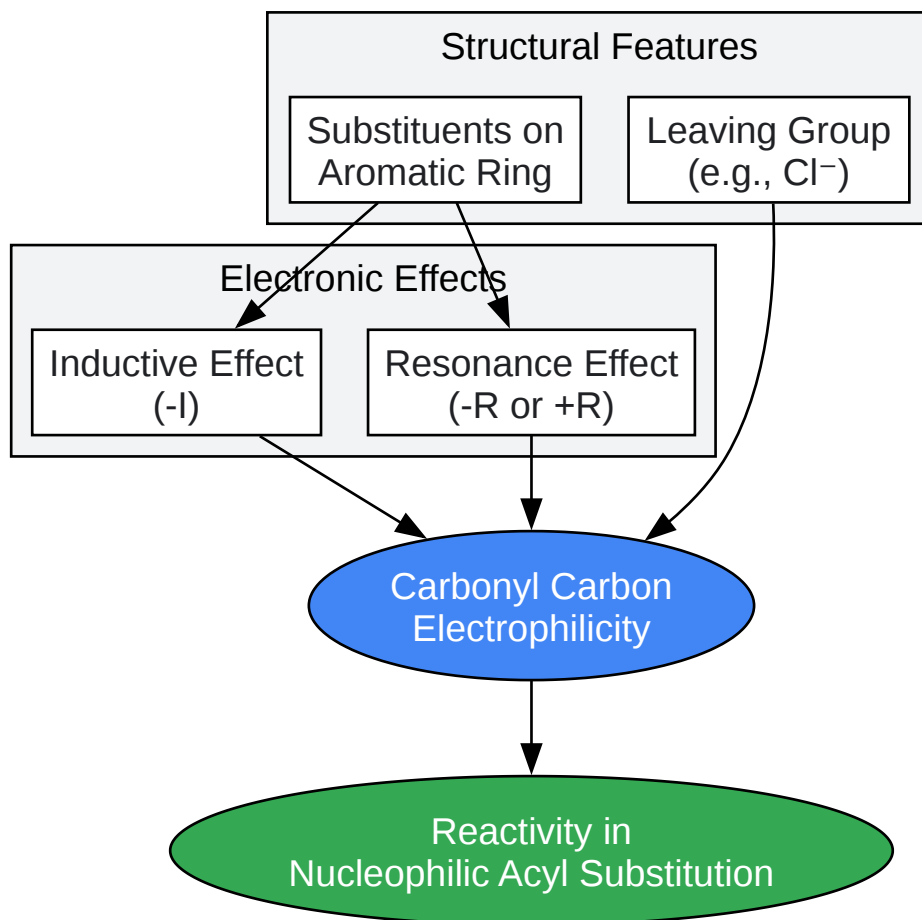 Structural Features
Substituents on
Aromatic Ring
Leaving Group
(e.g., Cl⁻)
Electronic Effects
Inductive Effect
(-I)
Resonance Effect
(-R or +R)
Carbonyl Carbon
Electrophilicity
Reactivity in
Nucleophilic Acyl Substitution